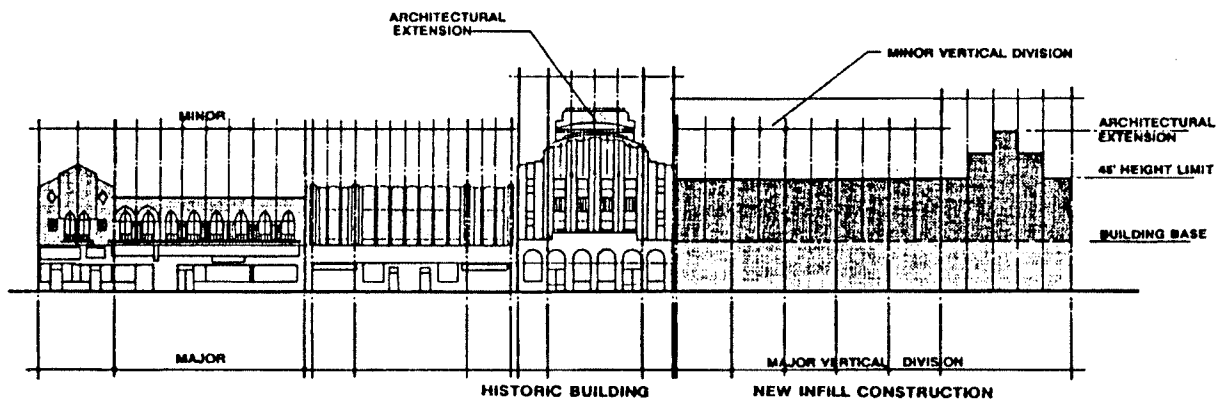 ARCHITECTURAL
EXTENSION
MINOR VERTICAL DIVISION
MINOR
ARCHITECTURAL
EXTENSION
45' HEIGHT LIMIT
BUILDING BASE
MAJOR
MAJOR VERTICAL DIVISION
HISTORIC BUILDING
NEW INFILL CONSTRUCTION